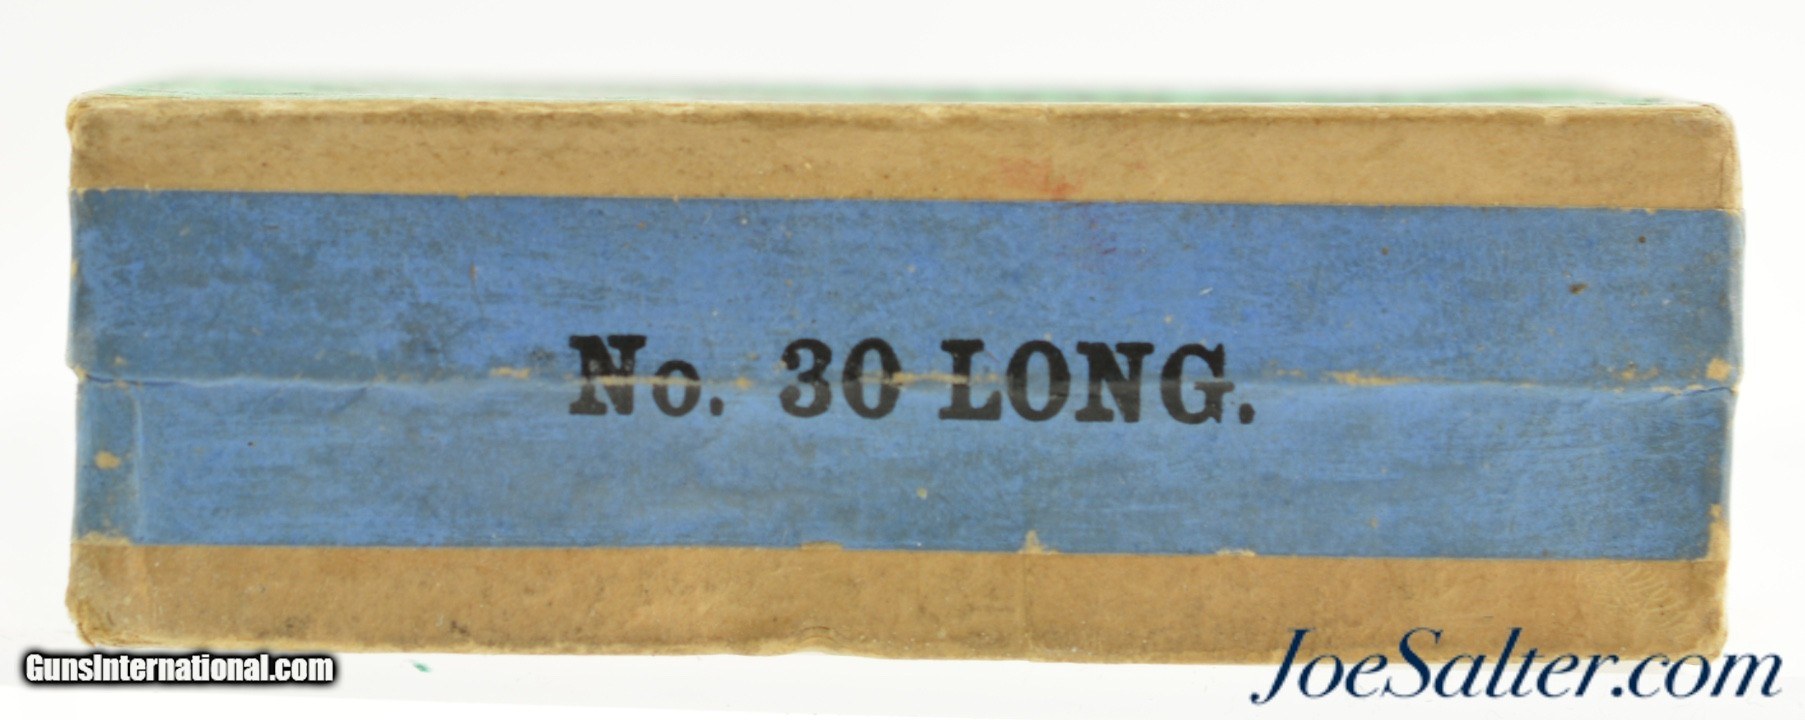 No. 30 LONG.
GunsInternational.com
JoeSalter.com